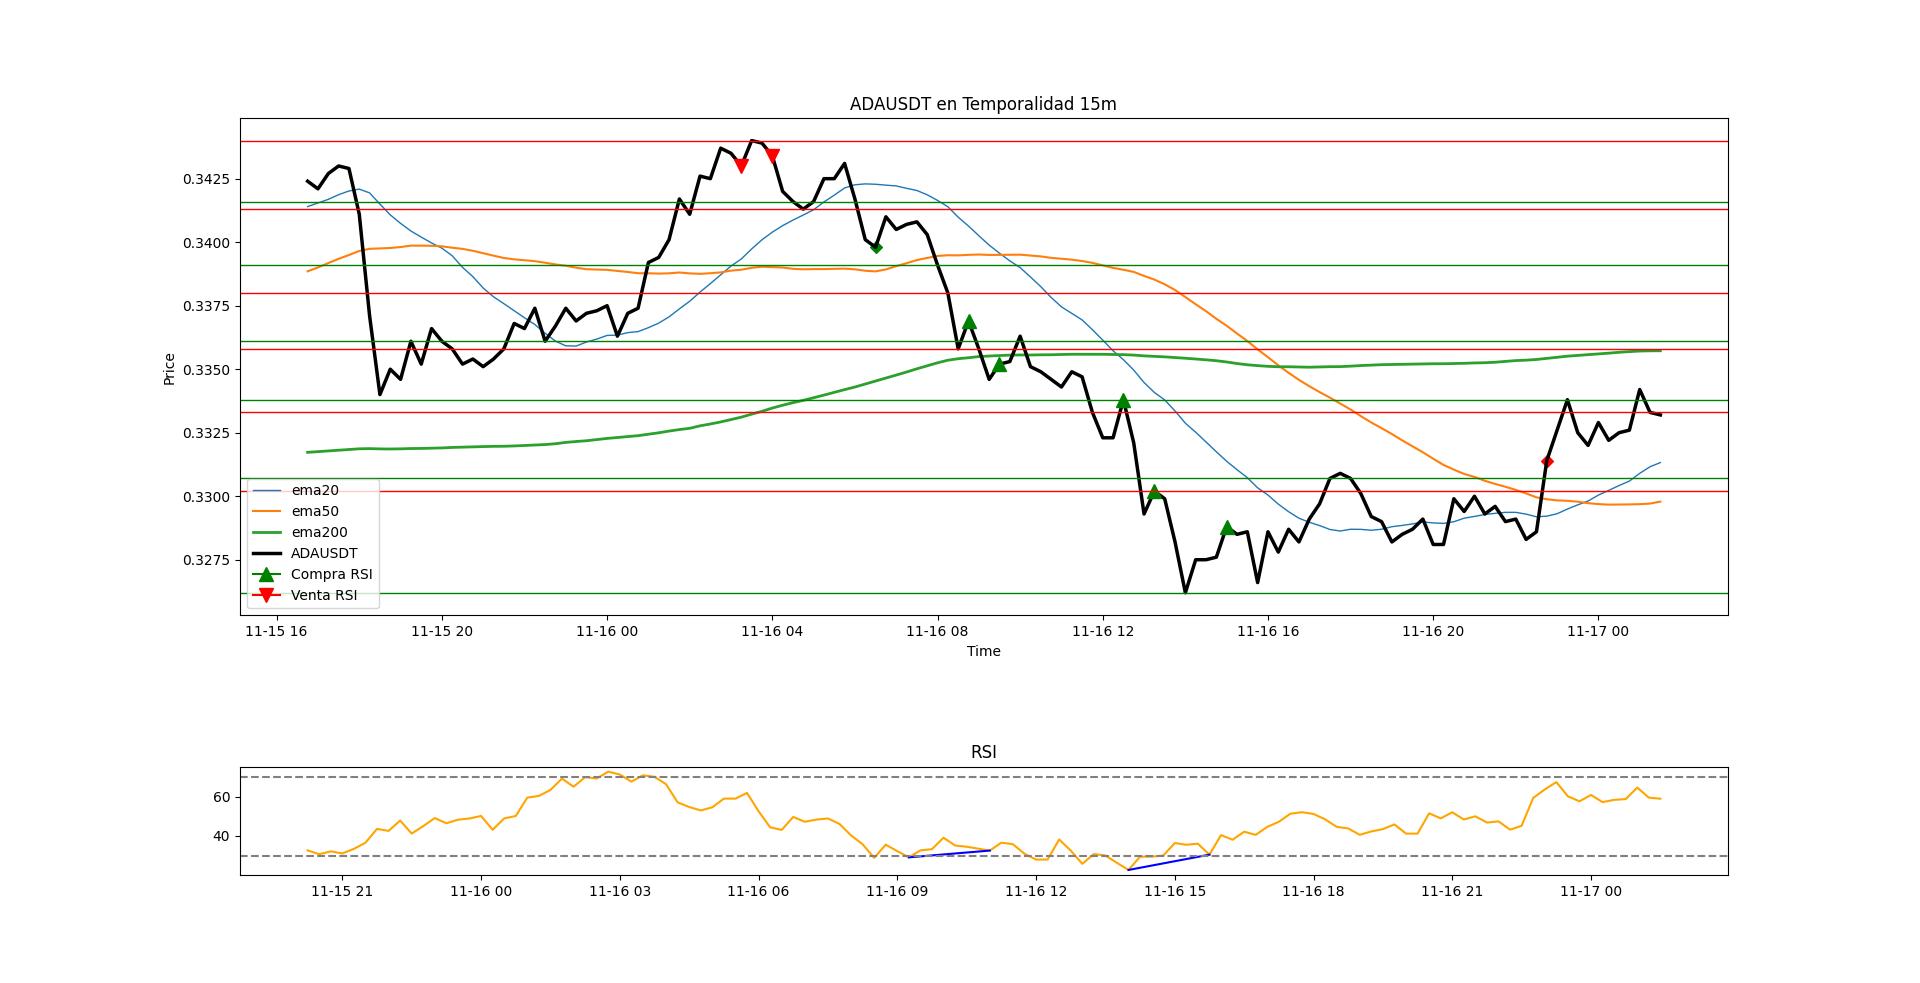 ADAUSDT en Temporalidad 15m
Price
0.3425
0.3400
0.3375
0.3350
0.3325
0.3300
0.3275
ema20
ema50
ema200
ADAUSDT
Compra RSI
Venta RSI
11-15 16 11-15 20 11-16 00 11-16 04 11-16 08 11-16 12 11-16 16 11-16 20 11-17 00
Time
RSI
60
40
11-15 21 11-16 00 11-16 03 11-16 06 11-16 09 11-16 12 11-16 15 11-16 18 11-16 21 11-17 00